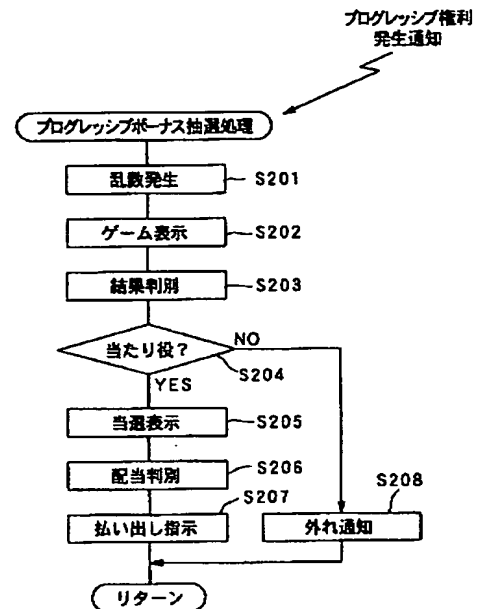 プログレッシブ権利
発生通知
プログレッシブボーナス抽選処理
乱数発生
S201
ゲーム表示
S202
結果判別
S203
当たり役？
NO
S204
YES
当選表示
S205
配当判別
S206
S207
払い出し指示
S208
外れ通知
リターン